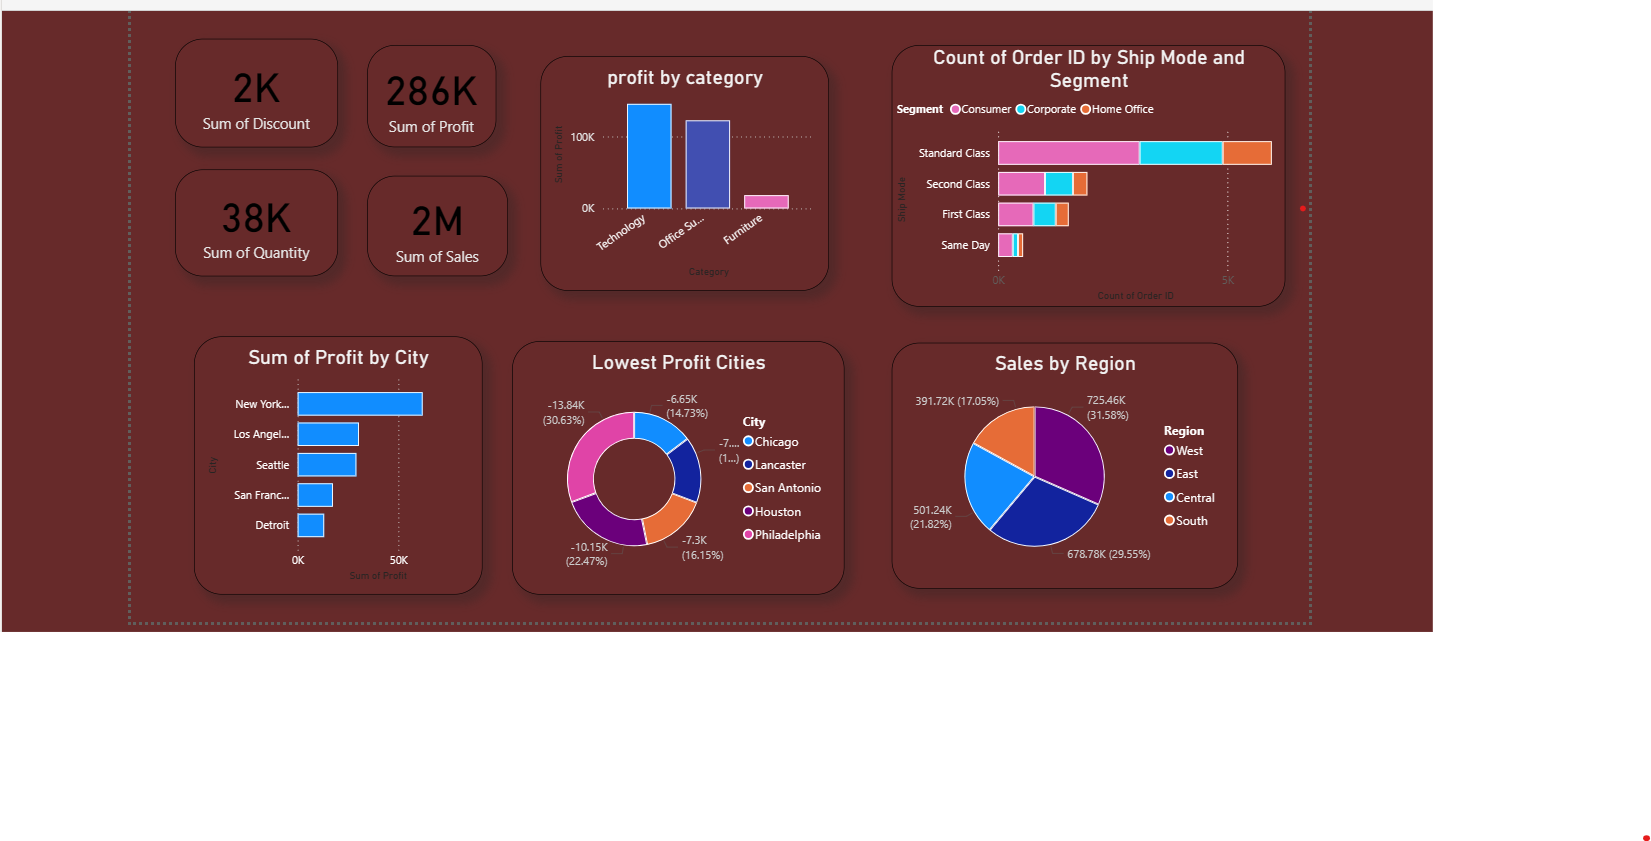 2K
Sum of Discount
286K
Sum of Profit
38K
Sum of Quantity
2M
Sum of Sales
profit by category
Sum of Profit
100K
0K
Technology
Office Su...
Furniture
Category
Count of Order ID by Ship Mode and
Segment
Segment Consumer Corporate Home Office
Ship Mode
Standard Class
Second Class
First Class
Same Day
0K
5K
Count of Order ID
Sum of Profit by City
City
New York...
Los Angel...
Seattle
San Franc...
Detroit
0K
50K
Sum of Profit
Lowest Profit Cities
-13.84K
(30.63%)
-6.65K
(14.73%)
-7....
(1...)
-7.3K
(16.15%)
-10.15K
(22.47%)
City
Chicago
Lancaster
San Antonio
Houston
Philadelphia
Sales by Region
391.72K (17.05%)
725.46K
(31.58%)
501.24K
(21.82%)
678.78K (29.55%)
Region
West
East
Central
South